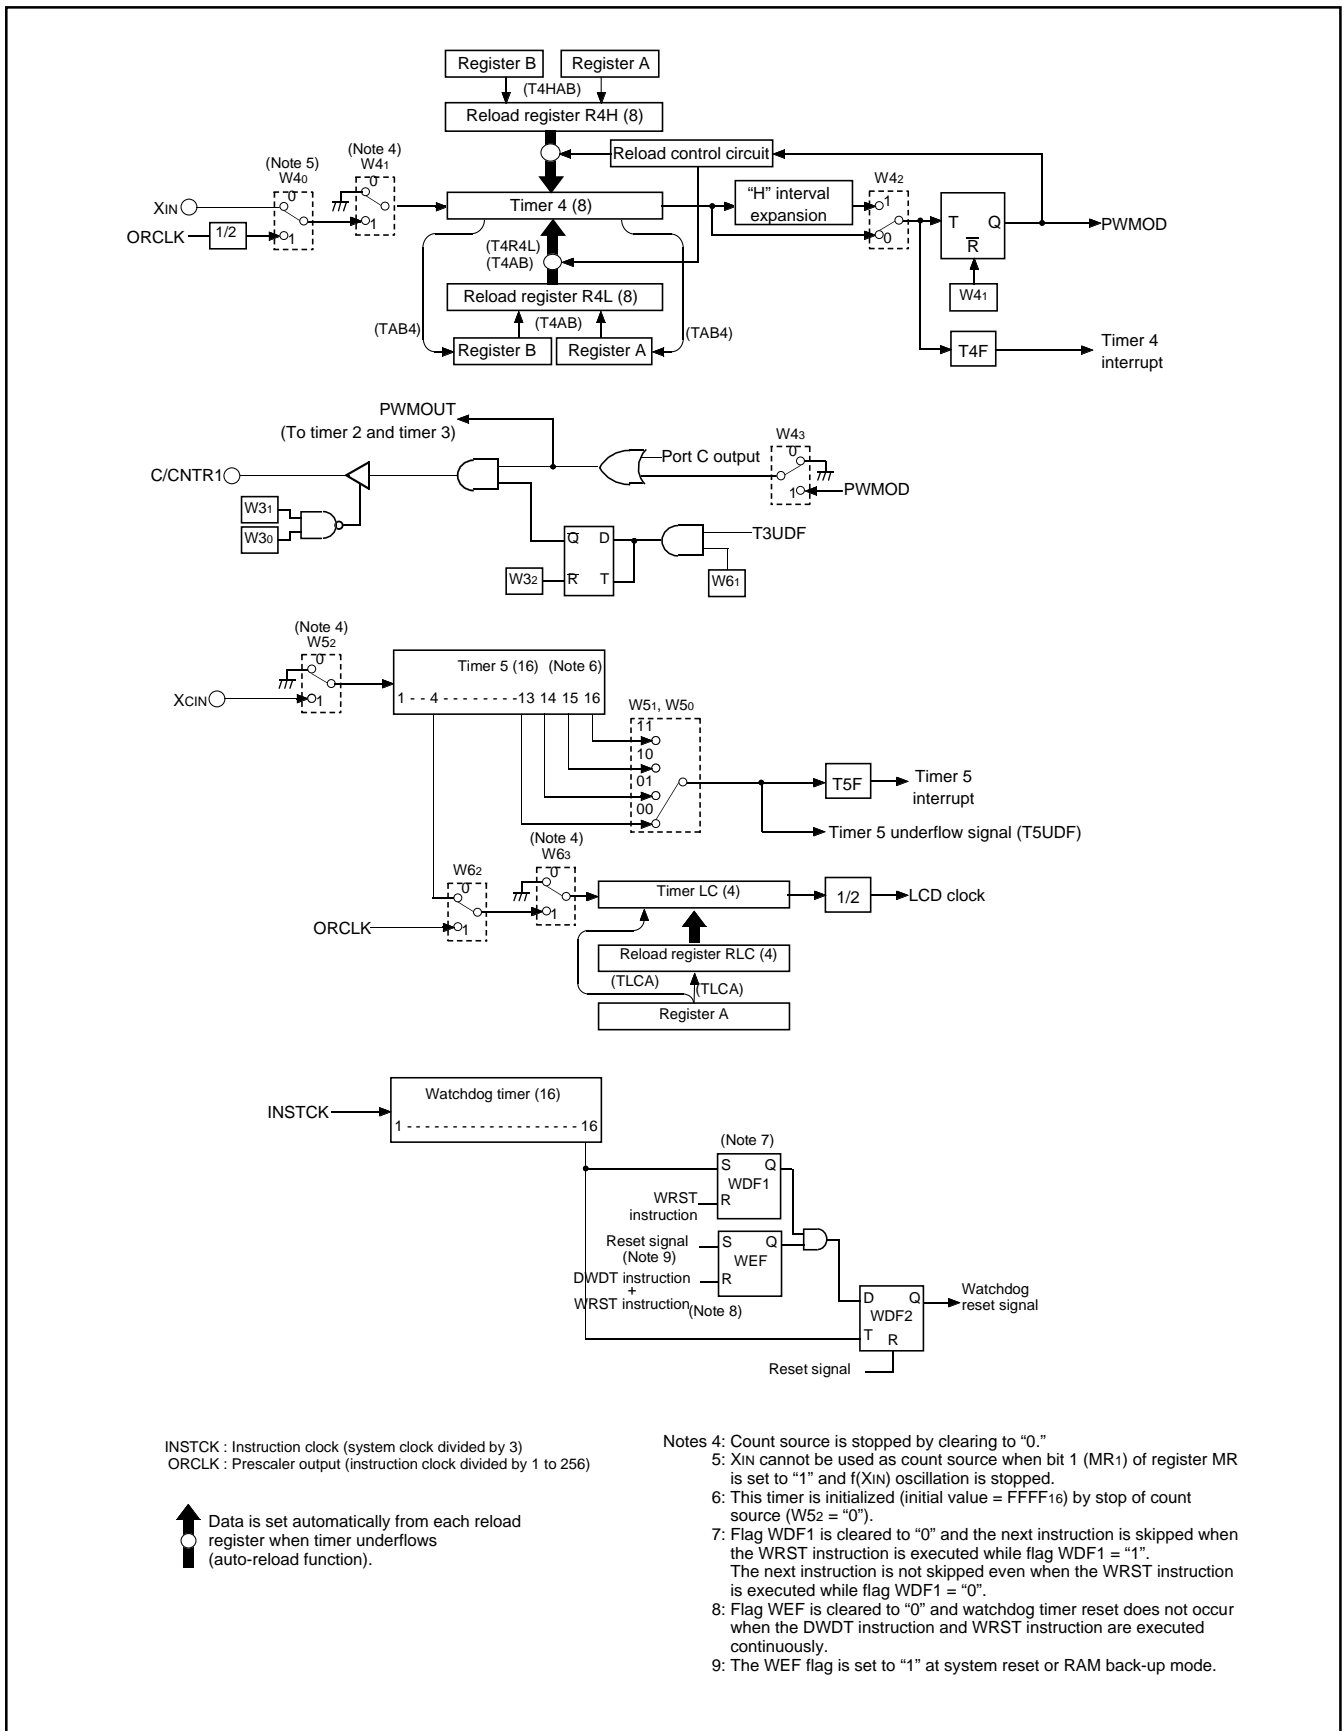 Register B Register A
(T4HAB)
Reload register R4H (8)
(Note 5)
W40
0
1
(Note 4)
W41
0
1
Reload control circuit
XIN
ORCLK
1/2
Timer 4 (8)
“H” interval
expansion
W42
1
0
T Q
R
PWMOD
W41
(T4R4L)
(T4AB)
Reload register R4L (8)
(TAB4)
(T4AB)
(TAB4)
Register B Register A
T4F
Timer 4
interrupt
PWMOUT
(To timer 2 and timer 3)
C/CNTR1
Port C output
W43
0
1
PWMOD
W31
W30
Q D
R T
W32
T3UDF
W61
(Note 4)
W52
0
1
XCIN
Timer 5 (16) (Note 6)
1 - - 4 - - - - - - - - -13 14 15 16
W51, W50
11
10
01
00
T5F
Timer 5
interrupt
Timer 5 underflow signal (T5UDF)
(Note 4)
W63
0
1
W62
0
1
ORCLK
Timer LC (4)
1/2
LCD clock
Reload register RLC (4)
(TLCA)
(TLCA)
Register A
INSTCK
Watchdog timer (16)
1 - - - - - - - - - - - - - - - - - - - 16
(Note 7)
S Q
WDF1
R
WRST
instruction
Reset signal
(Note 9)
S Q
WEF
R
DWDT instruction
+
WRST instruction
(Note 8)
D Q
WDF2
T R
Watchdog
reset signal
Reset signal
INSTCK : Instruction clock (system clock divided by 3)
ORCLK : Prescaler output (instruction clock divided by 1 to 256)
Data is set automatically from each reload
register when timer underflows
(auto-reload function).
Notes 4: Count source is stopped by clearing to “0.”
5: XIN cannot be used as count source when bit 1 (MR1) of register MR
is set to “1” and f(XIN) oscillation is stopped.
6: This timer is initialized (initial value = FFFF16) by stop of count
source (W52 = “0”).
7: Flag WDF1 is cleared to “0” and the next instruction is skipped when
the WRST instruction is executed while flag WDF1 = “1”.
The next instruction is not skipped even when the WRST instruction
is executed while flag WDF1 = “0”.
8: Flag WEF is cleared to “0” and watchdog timer reset does not occur
when the DWDT instruction and WRST instruction are executed
continuously.
9: The WEF flag is set to “1” at system reset or RAM back-up mode.